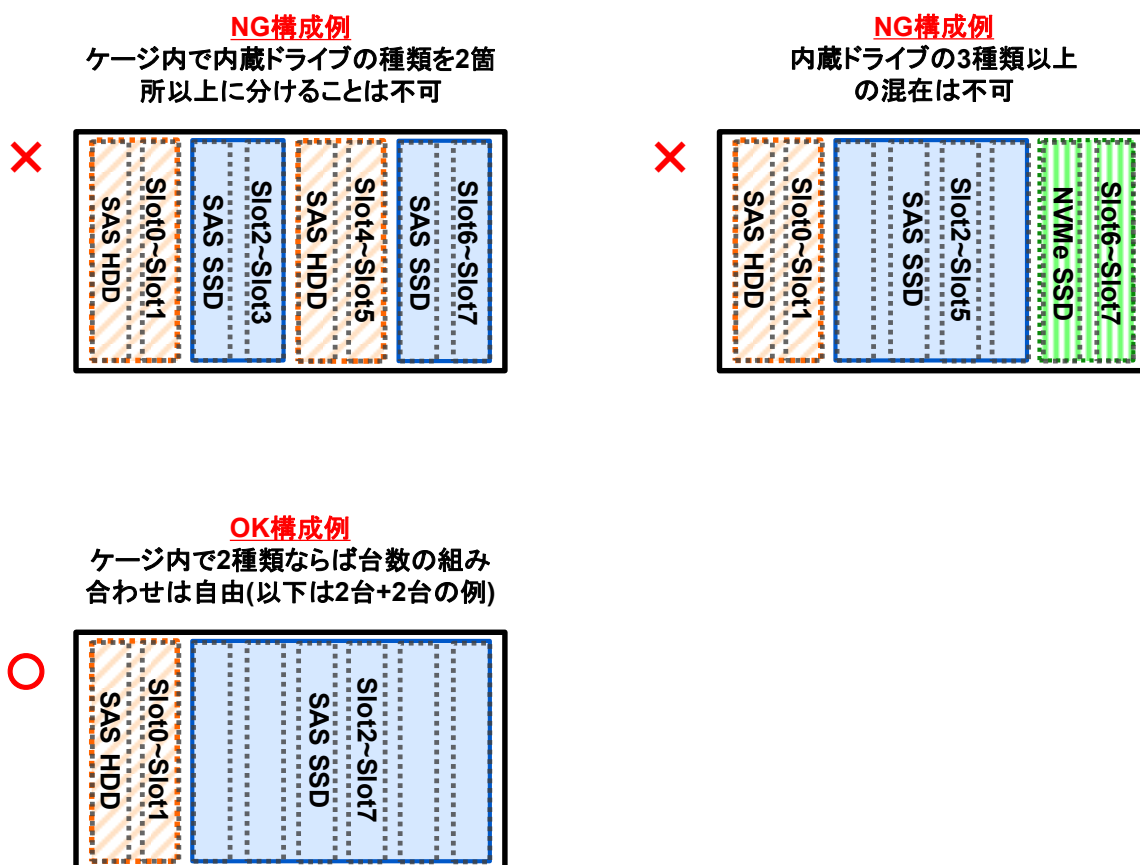 NG構成例
ケージ内で内蔵ドライブの種類を2箇
所以上に分けることは不可
×
Slot0~Slot1
SAS HDD
Slot2~Slot3
SAS SSD
Slot4~Slot5
SAS HDD
Slot6~Slot7
SAS SSD
NG構成例
内蔵ドライブの3種類以上
の混在は不可
×
Slot0~Slot1
SAS HDD
Slot2~Slot5
SAS SSD
Slot6~Slot7
NVMe SSD
OK構成例
ケージ内で2種類ならば台数の組み
合わせは自由(以下は2台+2台の例)
○
Slot0~Slot1
SAS HDD
Slot2~Slot7
SAS SSD